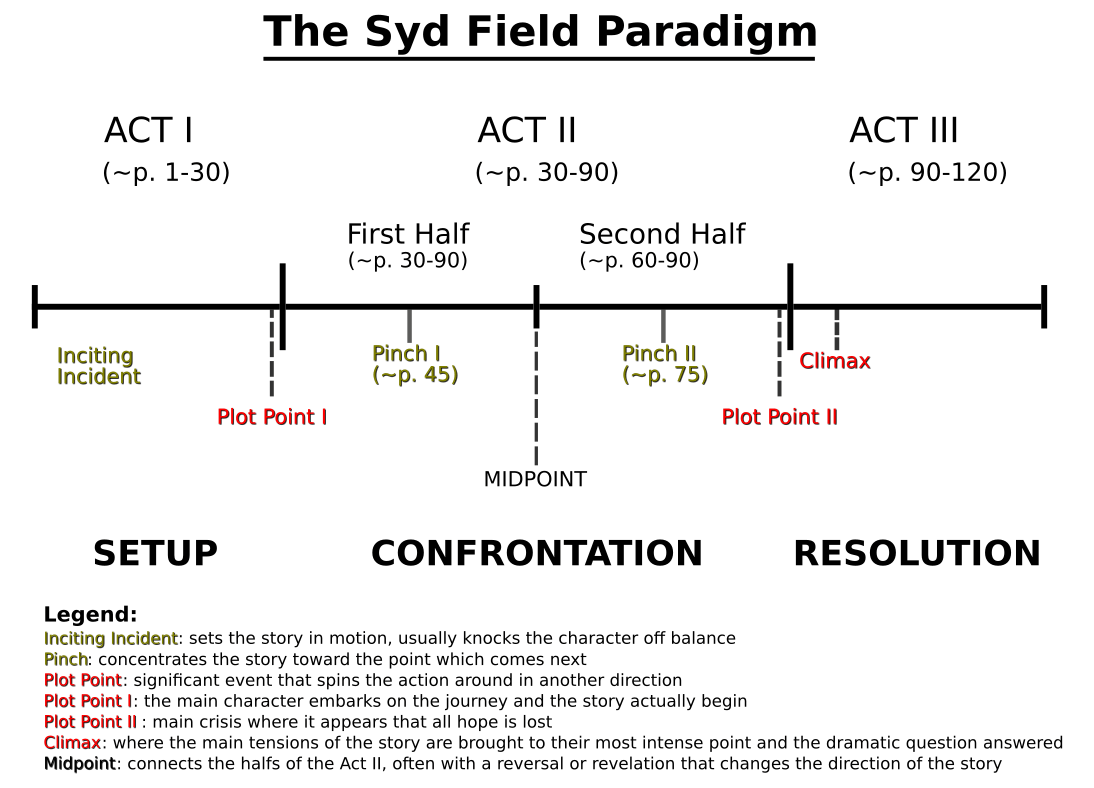 The Syd Field Paradigm
ACT I
(~p. 1-30)
ACT II
(~p. 30-90)
ACT III
(~p. 90-120)
First Half
(~p. 30-90)
Second Half
(~p. 60-90)
Inciting
Incident
Plot Point I
Pinch I
(~p. 45)
MIDPOINT
Pinch II
(~p. 75)
Plot Point II
Climax
SETUP
CONFRONTATION
RESOLUTION
Legend:
Inciting Incident: sets the story in motion, usually knocks the character off balance
Pinch: concentrates the story toward the point which comes next
Plot Point: significant event that spins the action around in another direction
Plot Point I: the main character embarks on the journey and the story actually begin
Plot Point II : main crisis where it appears that all hope is lost
Climax: where the main tensions of the story are brought to their most intense point and the dramatic question answered
Midpoint: connects the halfs of the Act II, often with a reversal or revelation that changes the direction of the story